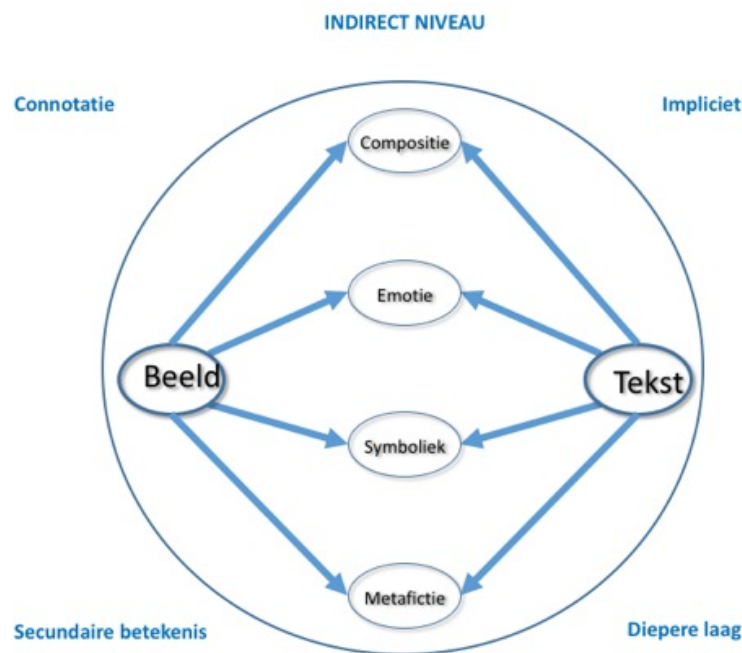 INDIRECT NIVEAU
Connotatie
Impliciet
Compositie
Emotie
Beeld
Tekst
Symboliek
Metafictie
Secundaire betekenis
Diepere laag